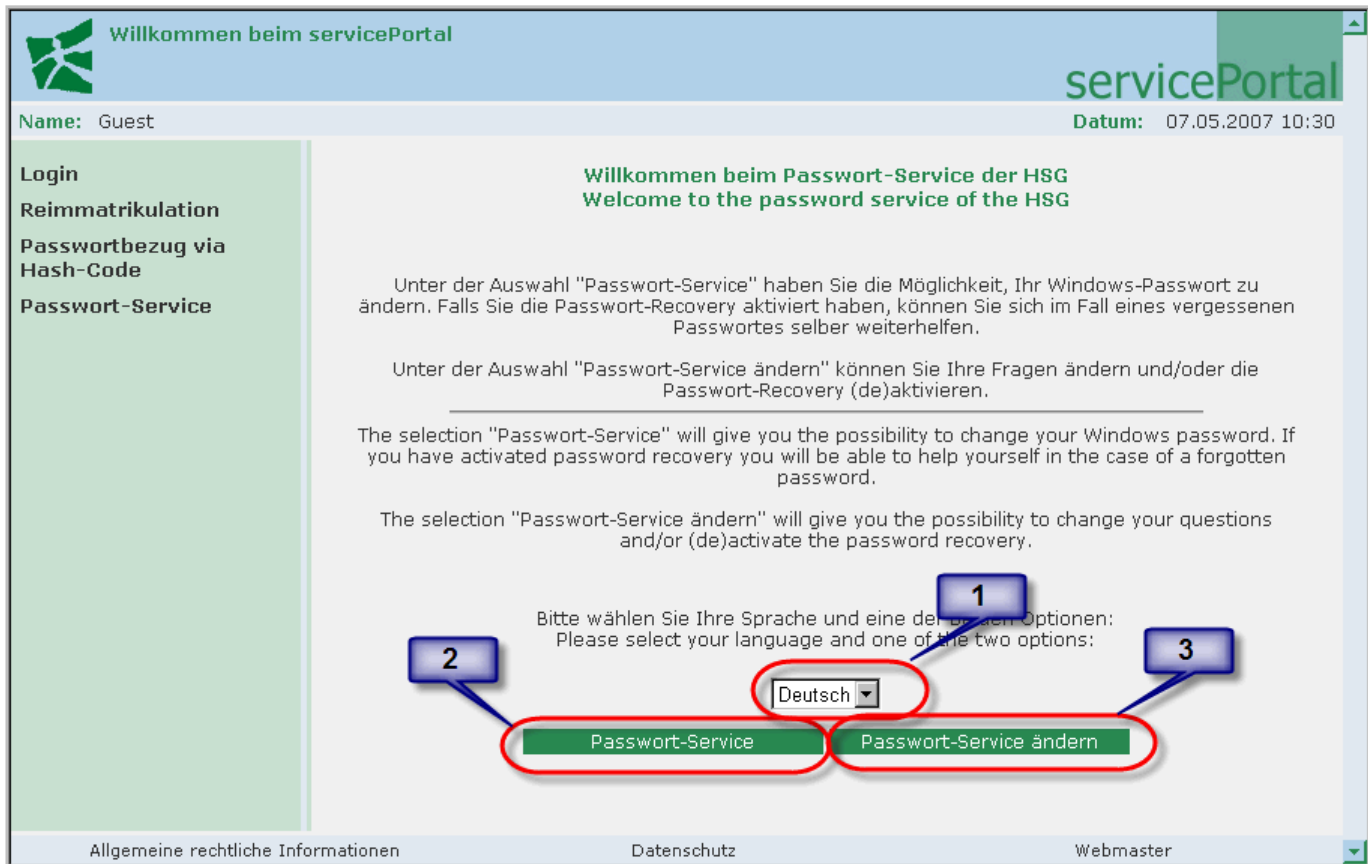 Willkommen beim servicePortal
servicePortal
Name: Guest
Datum: 07.05.2007 10:30
Login
Reimmatrikulation
Passwortbezug via
Hash-Code
Passwort-Service
Willkommen beim Passwort-Service der HSG
Welcome to the password service of the HSG
Unter der Auswahl "Passwort-Service" haben Sie die Möglichkeit, Ihr Windows-Passwort zu
ändern. Falls Sie die Passwort-Recovery aktiviert haben, können Sie sich im Fall eines vergessenen
Passwortes selber weiterhelfen.
Unter der Auswahl "Passwort-Service ändern" können Sie Ihre Fragen ändern und/oder die
Passwort-Recovery (de)aktivieren.
The selection "Passwort-Service" will give you the possibility to change your Windows password. If
you have activated password recovery you will be able to help yourself in the case of a forgotten
password.
The selection "Passwort-Service ändern" will give you the possibility to change your questions
and/or (de)activate the password recovery.
1
Bitte wählen Sie Ihre Sprache und eine der beiden Optionen:
Please select your language and one of the two options:
2
3
Deutsch
Passwort-Service
Passwort-Service ändern
Allgemeine rechtliche Informationen
Datenschutz
Webmaster